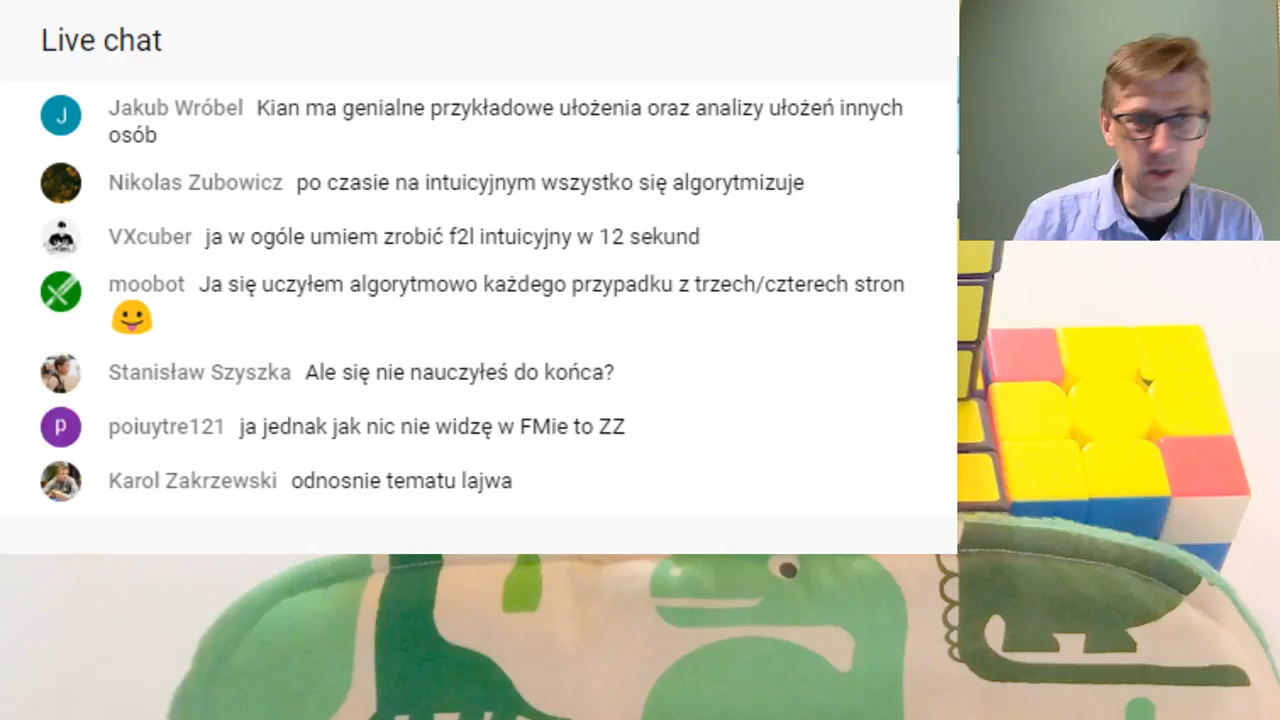 Live chat
J Jakub Wróbel Kian ma genialne przykładowe ułożenia oraz analizy ułożeń innych
osób
Nikolas Zubowicz po czasie na intuicyjnym wszystko się algorytmizuje
VXcuber ja w ogóle umiem zrobić f2l intuicyjny w 12 sekund
moobot Ja się uczyłem algorytmowo każdego przypadku z trzech/czterech stron
😛
Stanisław Szyszka Ale się nie nauczyłeś do końca?
p poiuytre121 ja jednak jak nic nie widzę w FMie to ZZ
Karol Zakrzewski odnosnie tematu lajwa